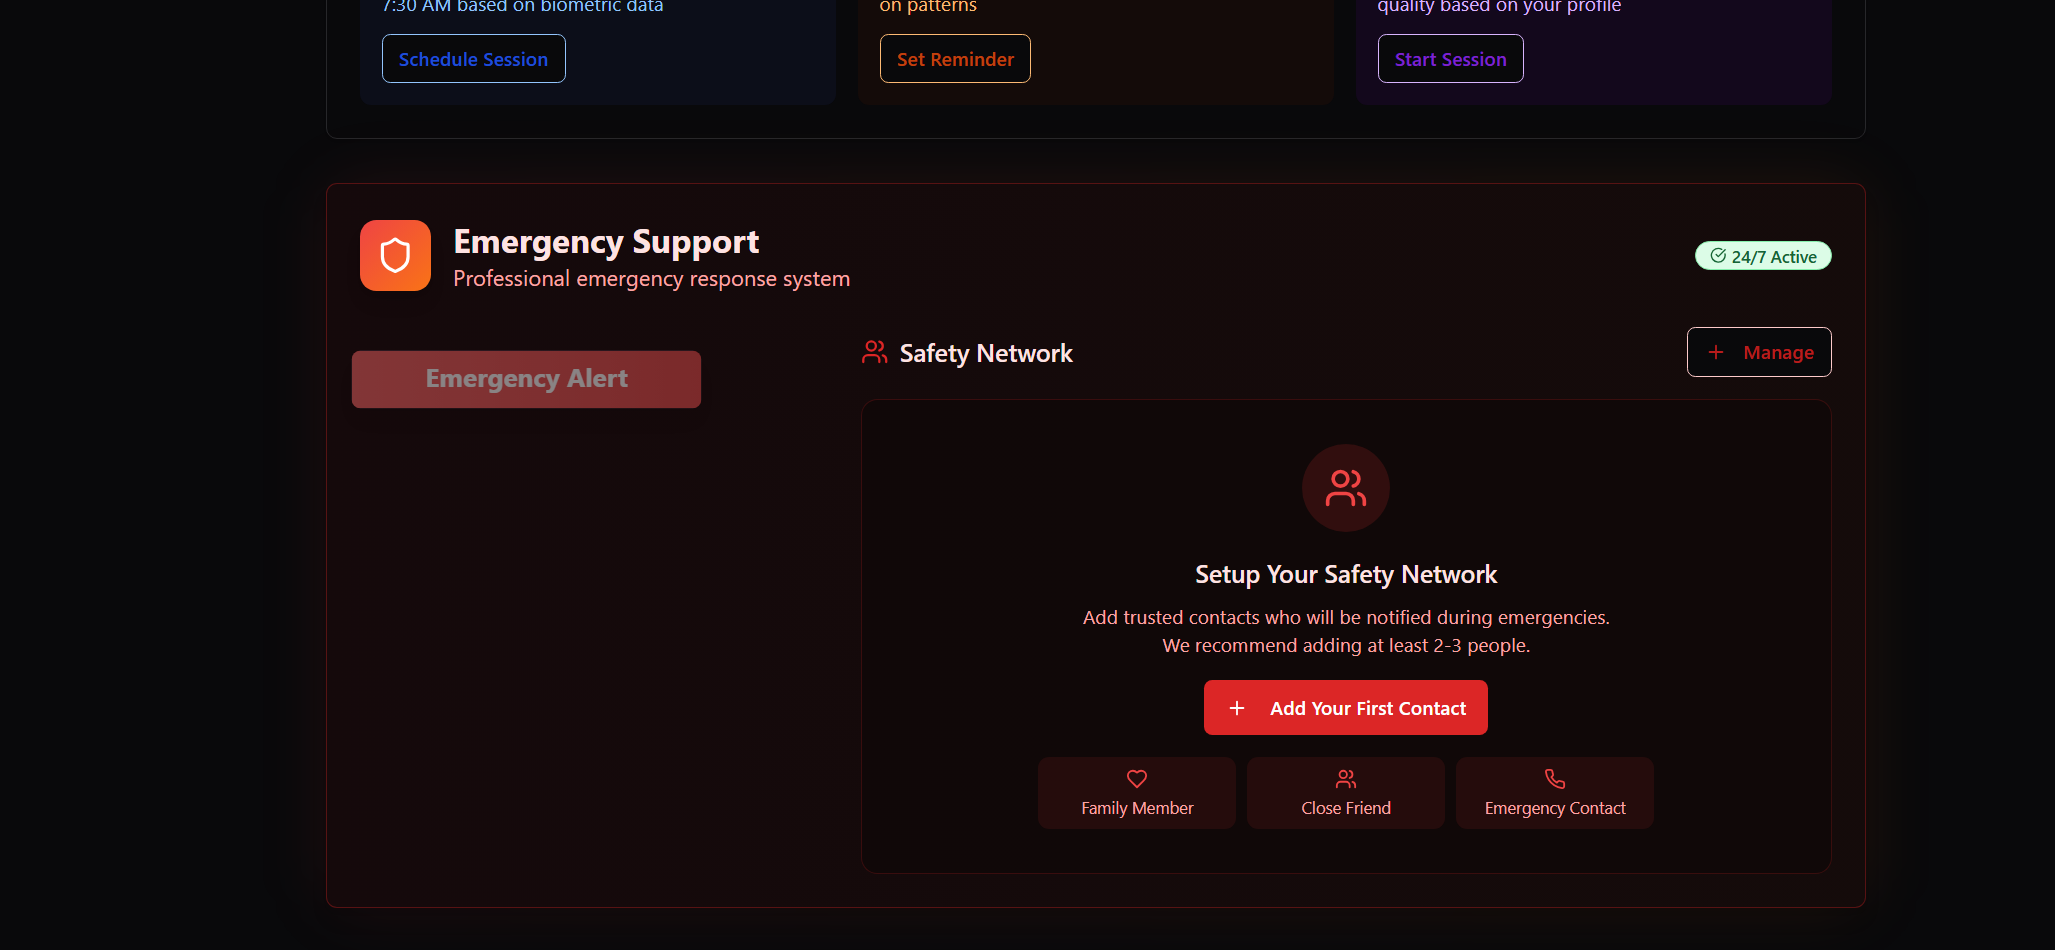 7:30 AM based on biometric data
on patterns
quality based on your profile
Schedule Session
Set Reminder
Start Session
Emergency Support
Professional emergency response system
24/7 Active
Emergency Alert
Safety Network
Manage
Setup Your Safety Network
Add trusted contacts who will be notified during emergencies.
We recommend adding at least 2-3 people.
Add Your First Contact
Family Member
Close Friend
Emergency Contact